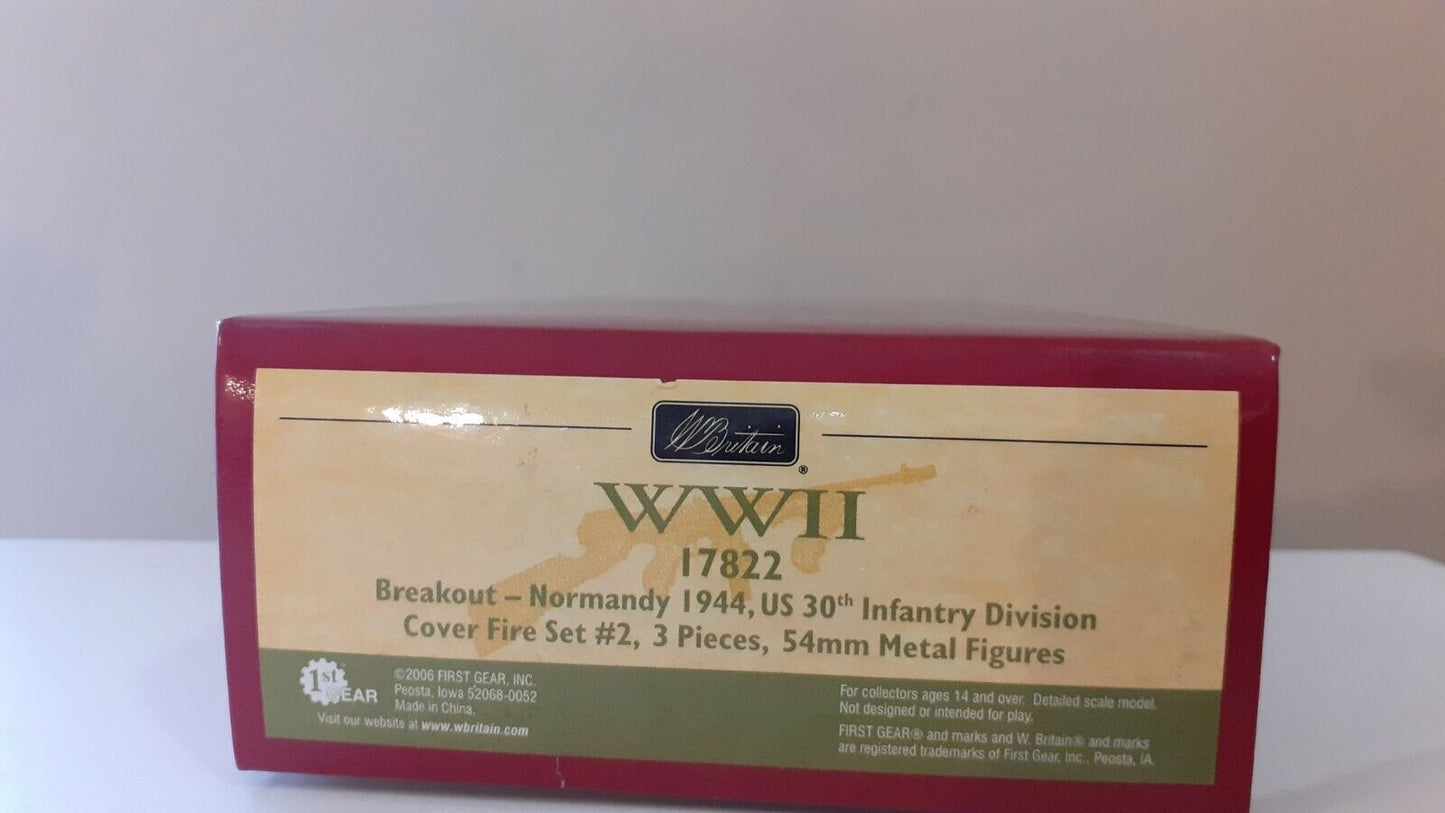 W Britain
®
WWII
17822
Breakout – Normandy 1944, US 30th Infantry Division
Cover Fire Set #2, 3 Pieces, 54mm Metal Figures
1st GEAR
©2006 FIRST GEAR, INC.
Peosta, Iowa 52068-0052
Made in China.
Visit our website at www.wbritain.com
For collectors ages 14 and over. Detailed scale model.
Not designed or intended for play.
FIRST GEAR® and marks and W. Britain® and marks
are registered trademarks of First Gear, Inc., Peosta, IA.